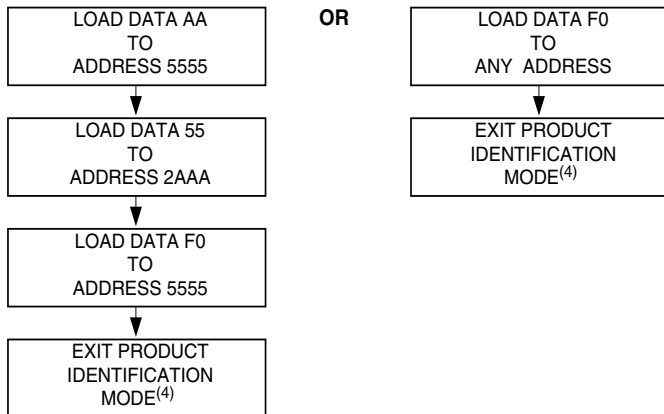 LOAD DATA AA
TO
ADDRESS 5555
LOAD DATA 55
TO
ADDRESS 2AAA
LOAD DATA F0
TO
ADDRESS 5555
EXIT PRODUCT
IDENTIFICATION
MODE(4)
OR
LOAD DATA F0
TO
ANY ADDRESS
EXIT PRODUCT
IDENTIFICATION
MODE(4)